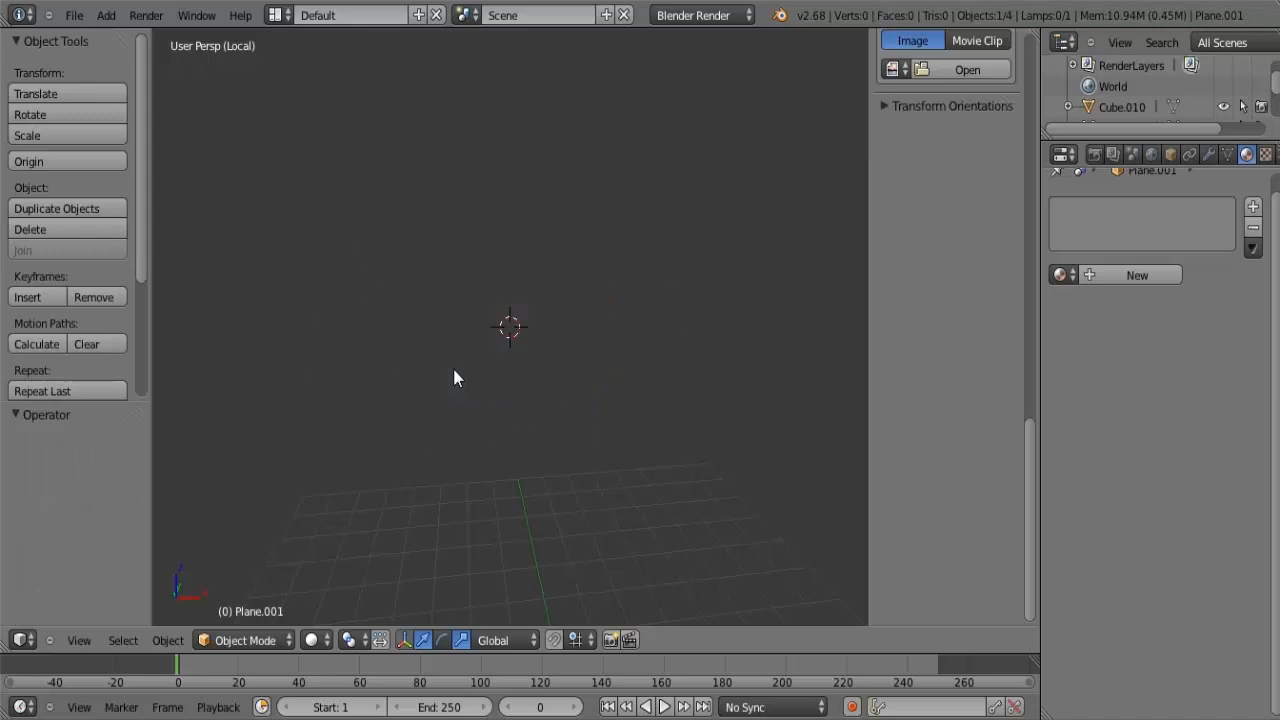 File Add Render Window Help Default Scene Blender Render v2.68 | Verts:0 | Faces:0 | Tris:0 | Objects:1/4 | Lamps:0/1 | Mem:10.94M (0.45M) | Plane.001
Object Tools
Transform:
Translate
Rotate
Scale
Origin
Object:
Duplicate Objects
Delete
Join
Keyframes:
Insert Remove
Motion Paths:
Calculate Clear
Repeat:
Repeat Last
Operator
User Persp (Local)
(0) Plane.001
Image Movie Clip
Open
Transform Orientations
View Search All Scenes
RenderLayers |
World
Cube.010 |
Plane.001
New
View Select Object Object Mode Global
-40 -20 0 20 40 60 80 100 120 140 160 180 200 220 240 260
View Marker Frame Playback Start: 1 End: 250 0 No Sync